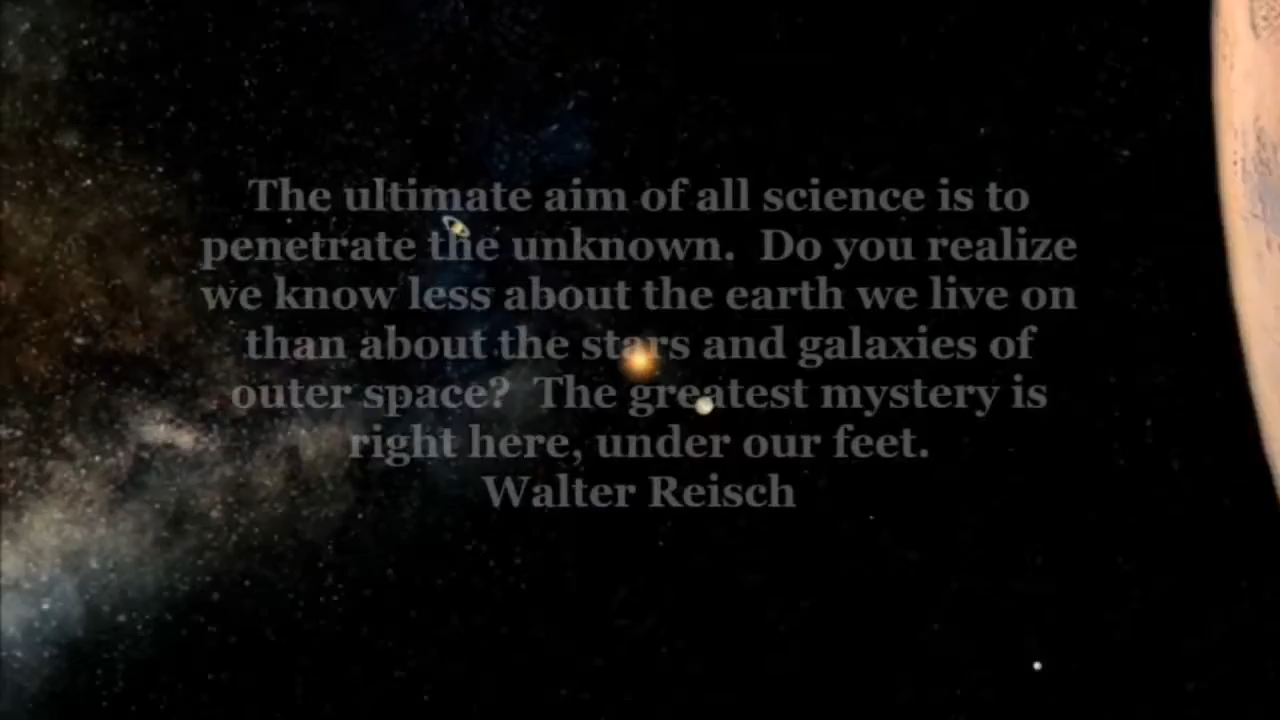 The ultimate aim of all science is to
penetrate the unknown.  Do you realize
we know less about the earth we live on
than about the stars and galaxies of
outer space?  The greatest mystery is
right here, under our feet.
Walter Reisch